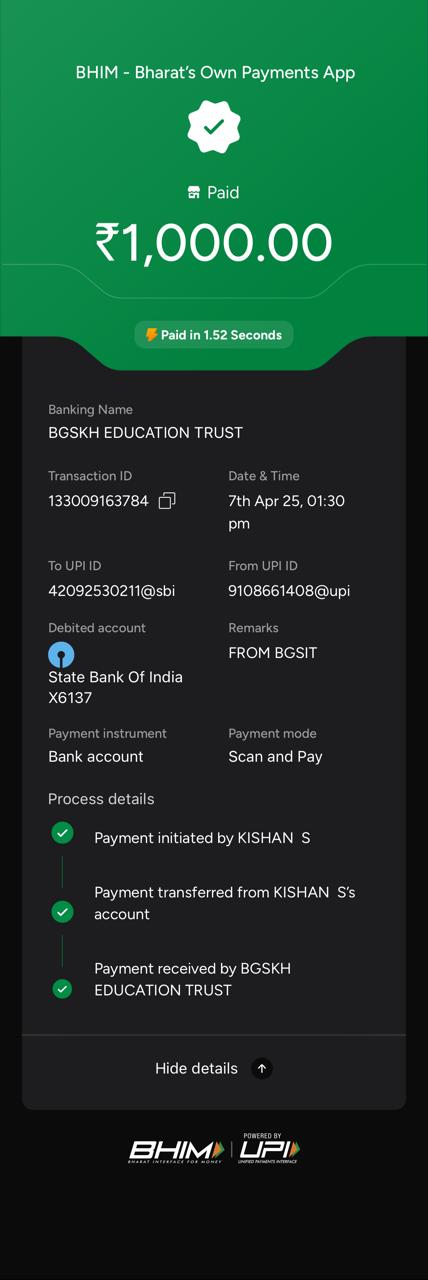 BHIM - Bharat’s Own Payments App
Paid
₹1,000.00
Paid in 1.52 Seconds
Banking Name
BGSKH EDUCATION TRUST
Transaction ID
133009163784
Date & Time
7th Apr 25, 01:30
pm
To UPI ID
42092530211@sbi
From UPI ID
9108661408@upi
Debited account
State Bank Of India
X6137
Remarks
FROM BGSIT
Payment instrument
Bank account
Payment mode
Scan and Pay
Process details
Payment initiated by KISHAN  S
Payment transferred from KISHAN  S’s
account
Payment received by BGSKH
EDUCATION TRUST
Hide details
BHIM
BHARAT INTERFACE FOR MONEY
POWERED BY
UPI
UNIFIED PAYMENTS INTERFACE